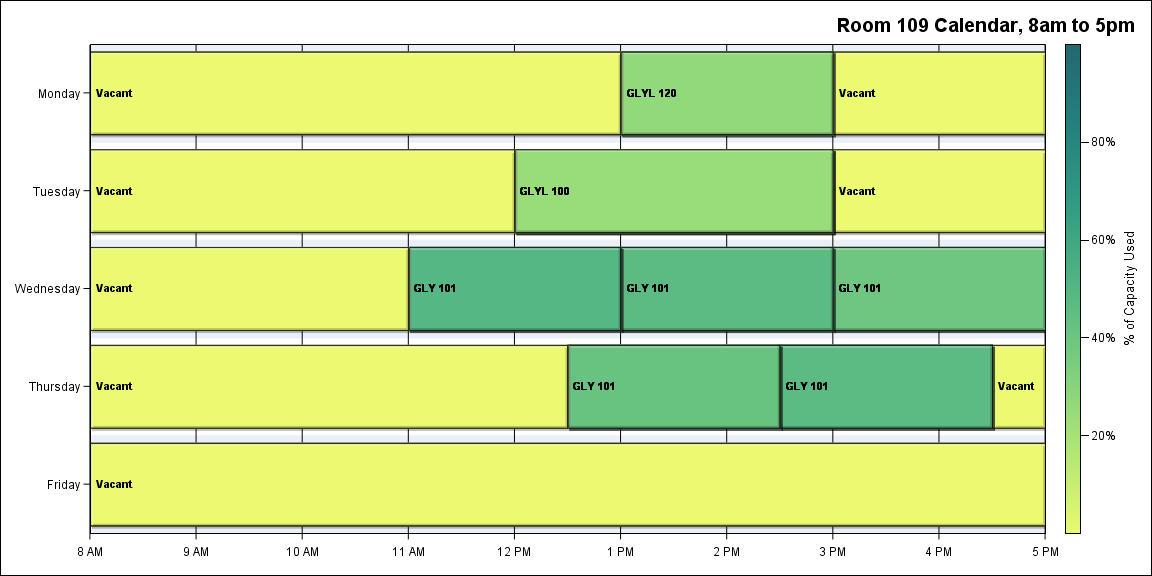 Room 109 Calendar, 8am to 5pm
Monday
Vacant
GLYL 120
Vacant
Tuesday
Vacant
GLYL 100
Vacant
Wednesday
Vacant
GLY 101
GLY 101
GLY 101
Thursday
Vacant
GLY 101
GLY 101
Vacant
Friday
Vacant
8 AM
9 AM
10 AM
11 AM
12 PM
1 PM
2 PM
3 PM
4 PM
5 PM
80%
60%
40%
20%
% of Capacity Used